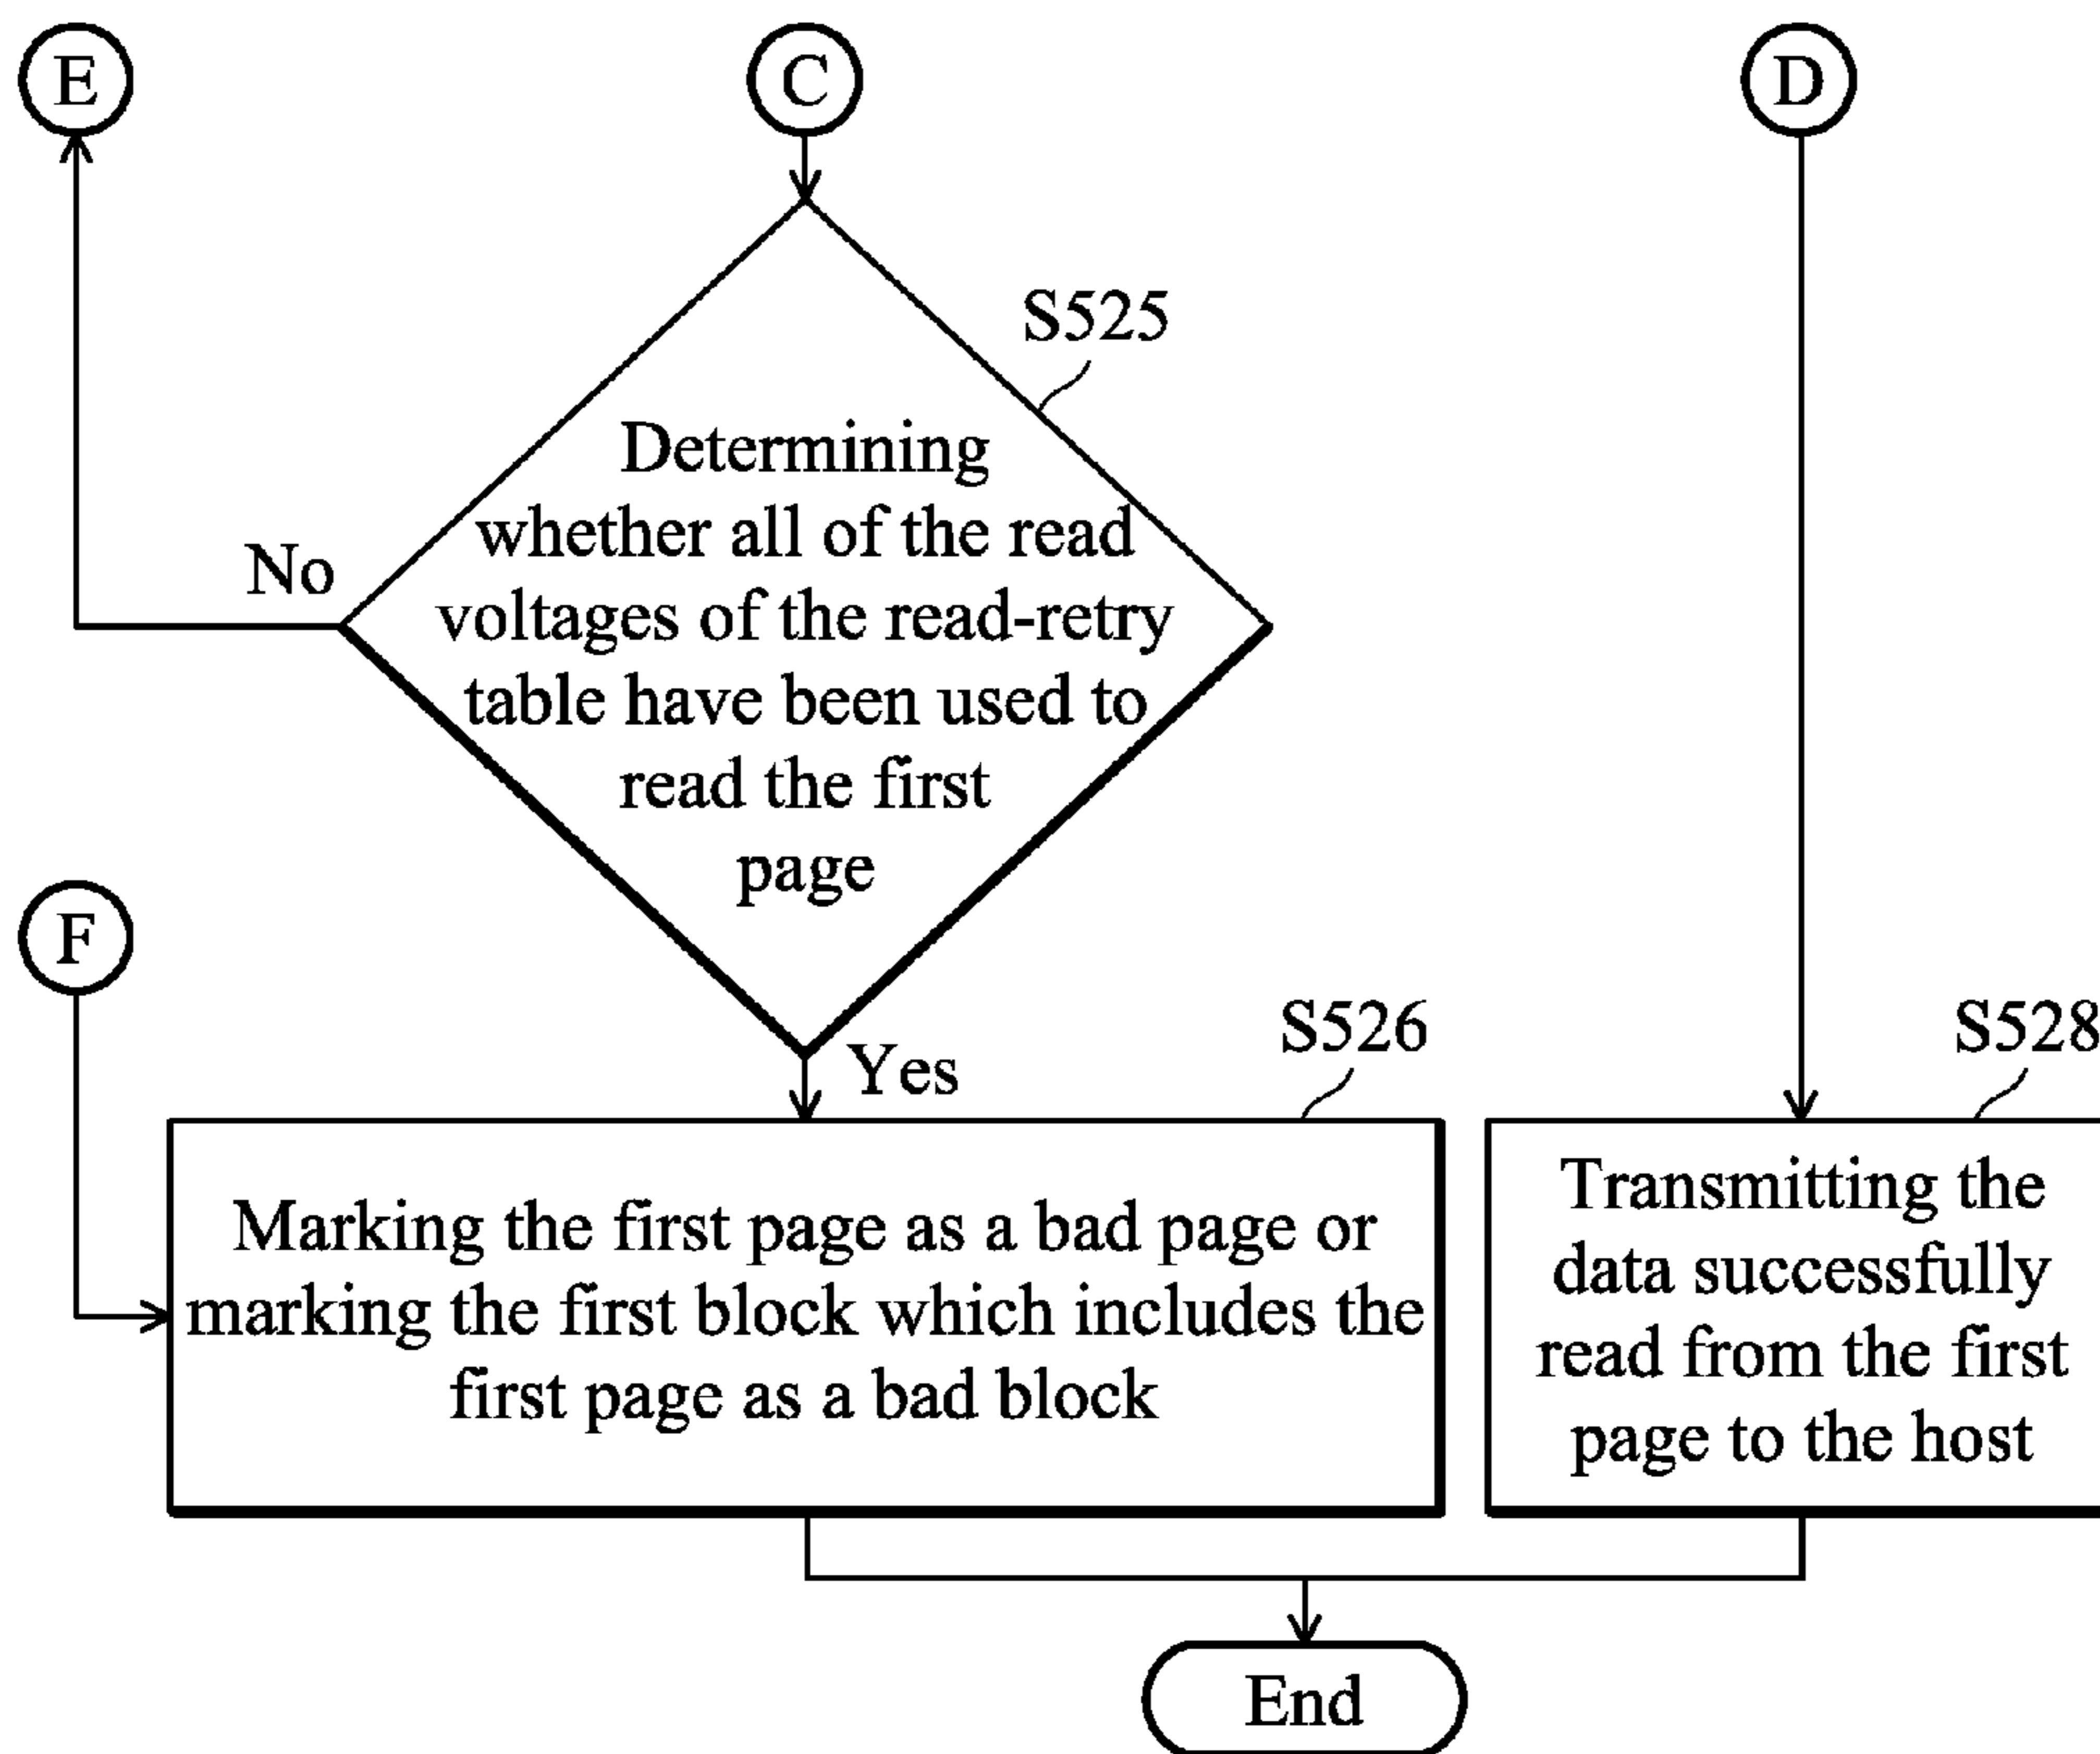 E
C
D
S525
Determining
whether all of the read
voltages of the read-retry
table have been used to
read the first
page
No
F
Yes
S526
S528
Marking the first page as a bad page or
marking the first block which includes the
first page as a bad block
Transmitting the
data successfully
read from the first
page to the host
End